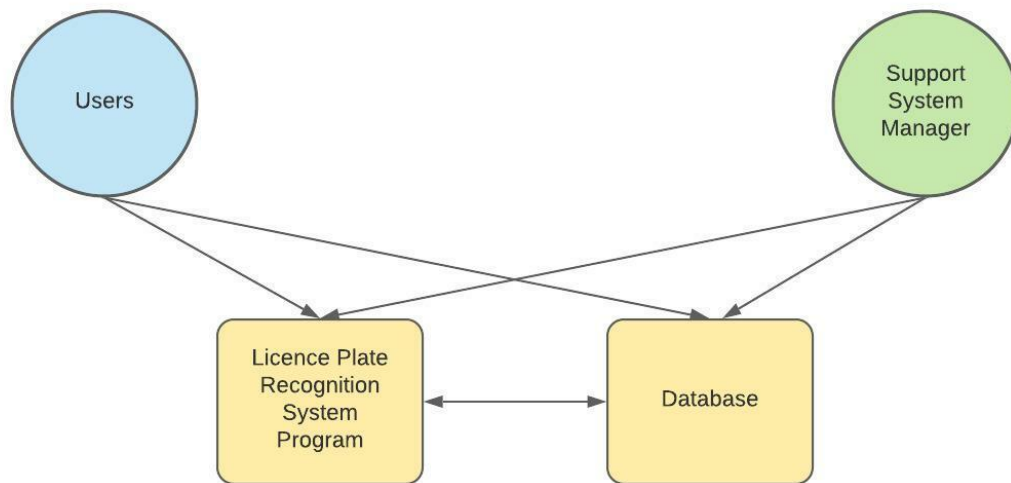 Users
Support
System
Manager
Licence Plate
Recognition
System
Program
Database